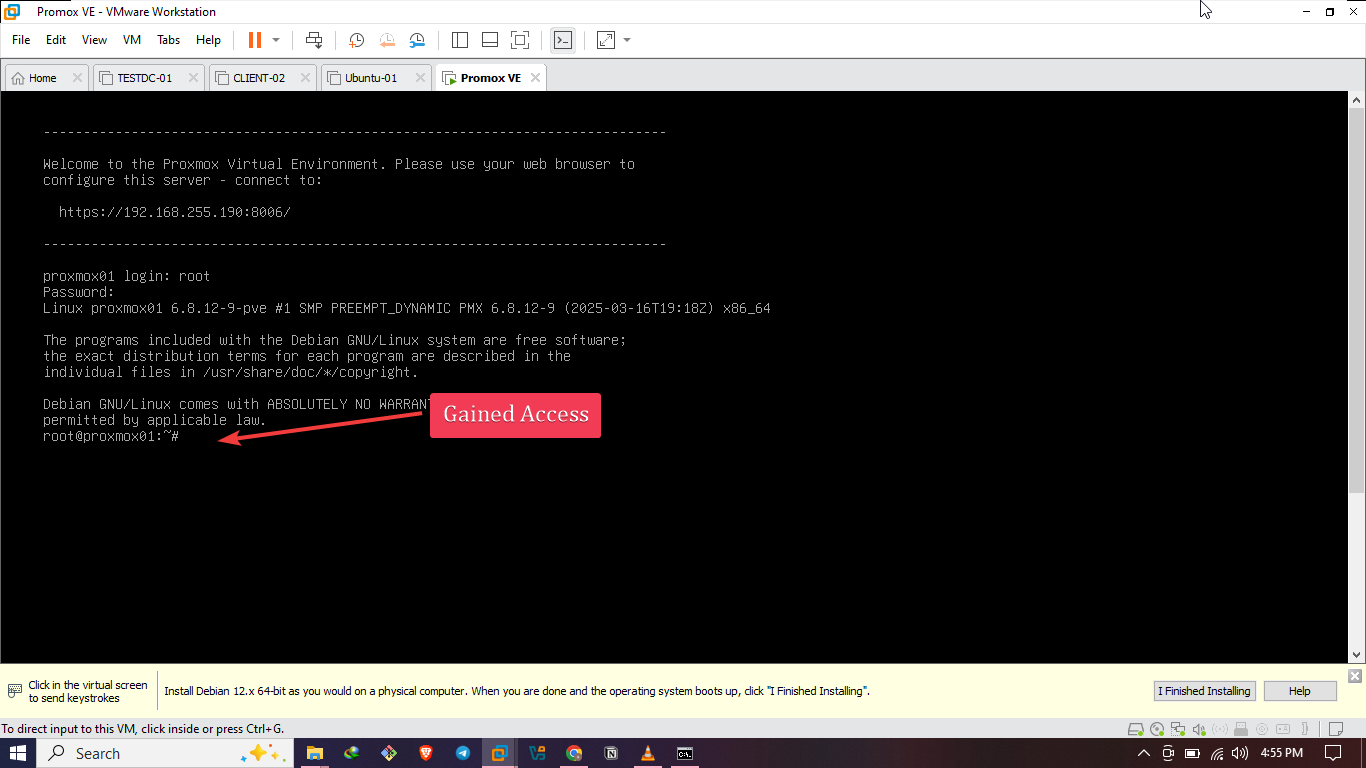 Promox VE - VMware Workstation
File Edit View VM Tabs Help
Home TESTDC-01 CLIENT-02 Ubuntu-01 Promox VE
-----------------------------------------------------------------------------
Welcome to the Proxmox Virtual Environment. Please use your web browser to
configure this server - connect to:
https://192.168.255.190:8006/
-----------------------------------------------------------------------------
proxmox01 login: root
Password:
Linux proxmox01 6.8.12-9-pve #1 SMP PREEMPT_DYNAMIC PMX 6.8.12-9 (2025-03-16T19:18Z) x86_64
The programs included with the Debian GNU/Linux system are free software;
the exact distribution terms for each program are described in the
individual files in /usr/share/doc/*/copyright.
Debian GNU/Linux comes with ABSOLUTELY NO WARRANT
Gained Access
permitted by applicable law.
root@proxmox01:~#
Click in the virtual screen
to send keystrokes
Install Debian 12.x 64-bit as you would on a physical computer. When you are done and the operating system boots up, click "I Finished Installing".
I Finished Installing
Help
To direct input to this VM, click inside or press Ctrl+G.
Search
4:55 PM